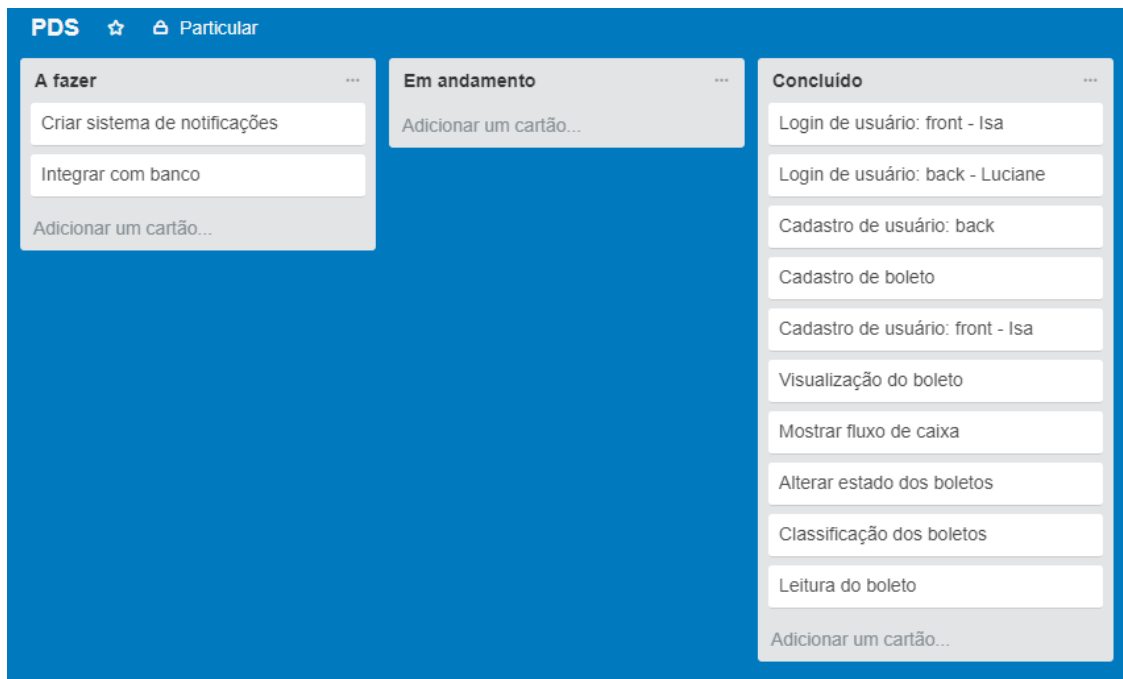 PDS Particular
A fazer
Criar sistema de notificações
Integrar com banco
Adicionar um cartão...
Em andamento
Adicionar um cartão...
Concluído
Login de usuário: front - Isa
Login de usuário: back - Luciane
Cadastro de usuário: back
Cadastro de boleto
Cadastro de usuário: front - Isa
Visualização do boleto
Mostrar fluxo de caixa
Alterar estado dos boletos
Classificação dos boletos
Leitura do boleto
Adicionar um cartão...